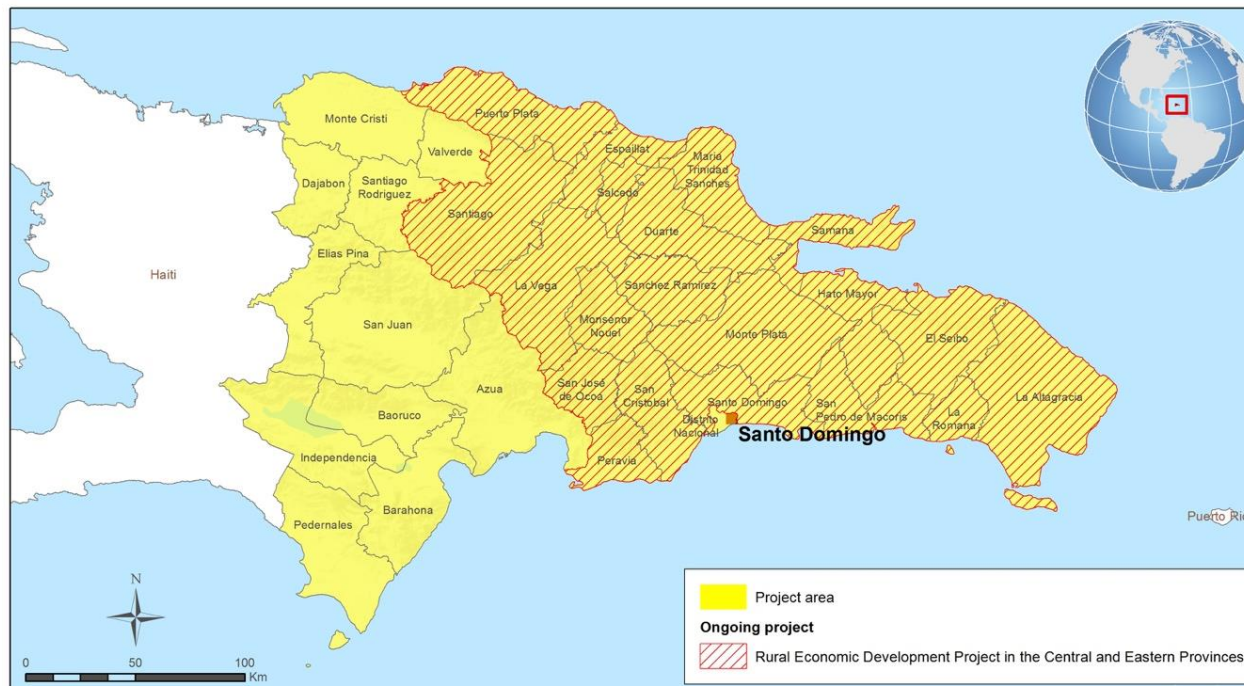 Monte Cristi
Puerto Plata
Valverde
Espaillat
Maria
Trinidad
Sanches
Dajabon
Santiago
Rodriguez
Salcedo
Santiago
Duarte
Samana
Elias Pina
Haiti
La Vega
Sanchez Ramirez
Hato Mayor
San Juan
Monsenor
Nouel
Monte Plata
El Seibo
Azua
San José
de Ocoa
San
Cristobal
Santo Domingo
San
Pedro de Macoris
La
Romana
La Altagracia
Baoruco
Distrito
Nacional
Santo Domingo
Independencia
Peravia
Pedernales
Barahona
Puerto Ric
N
0 50 100
Km
Project area
Ongoing project
Rural Economic Development Project in the Central and Eastern Provinces